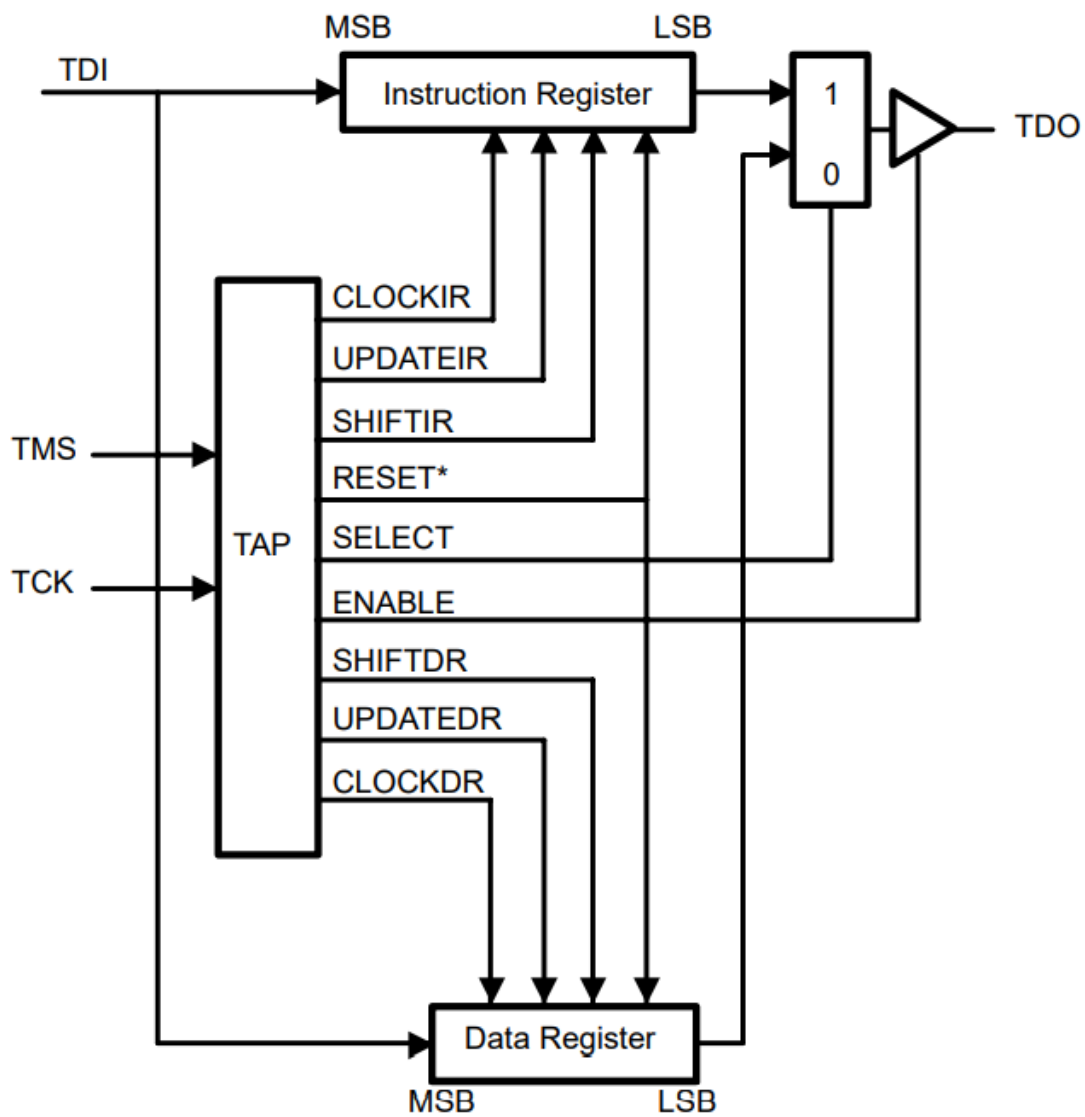 MSB
LSB
TDI
Instruction Register
1
0
TDO
CLOCKIR
UPDATEIR
SHIFTIR
TMS
RESET*
SELECT
TAP
TCK
ENABLE
SHIFTDR
UPDATEDR
CLOCKDR
Data Register
MSB
LSB